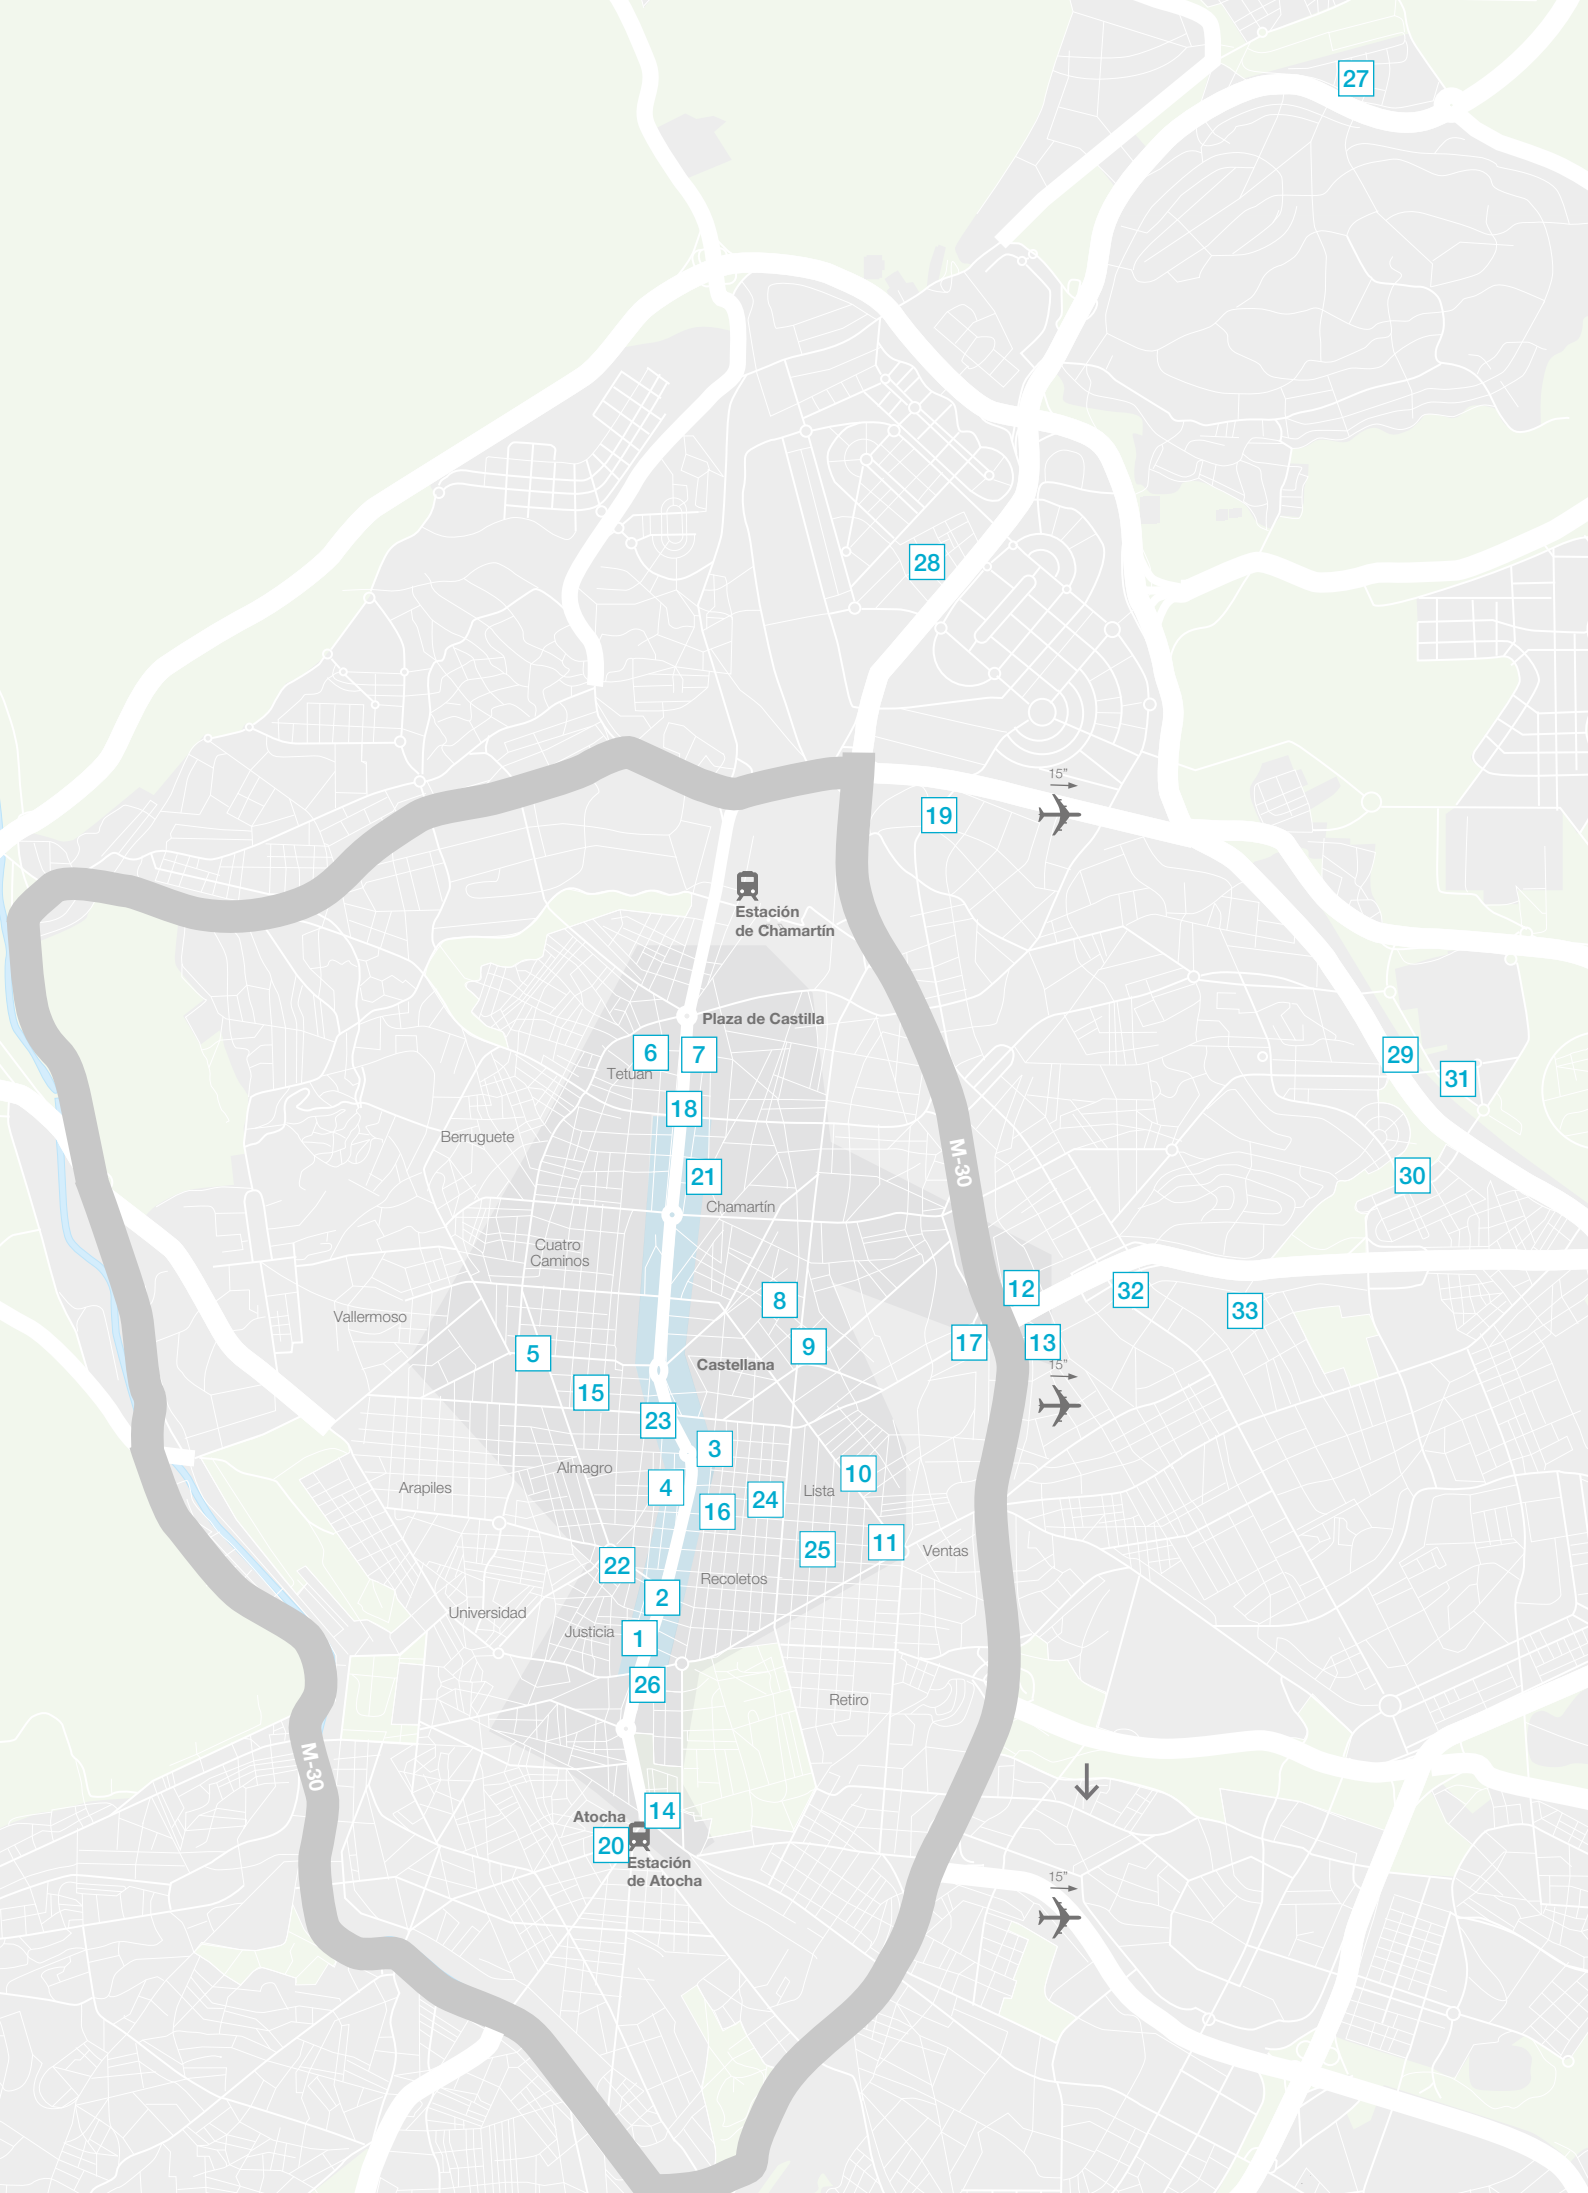 27
28
15"
19
Estación
de Chamartín
Plaza de Castilla
6
7
29
Tetuán
31
18
Berruguete
M-30
21
30
Chamartín
Cuatro
Caminos
12
32
8
33
Vallermoso
17
13
9
5
Castellana
15"
15
23
3
Almagro
10
4
Arapiles
Lista
24
16
11
25
Ventas
22
Recoletos
2
Universidad
Justicia
1
26
Retiro
M-30
14
Atocha
20
Estación
de Atocha
15"